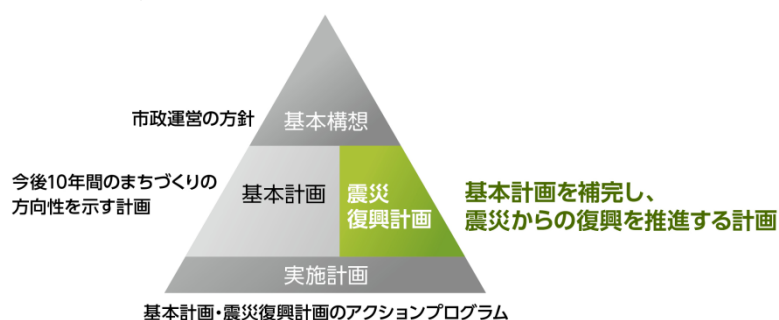 市政運営の方針
基本構想
今後10年間のまちづくりの
方向性を示す計画
基本計画
震災
復興計画
基本計画を補完し、
震災からの復興を推進する計画
実施計画
基本計画・震災復興計画のアクションプログラム